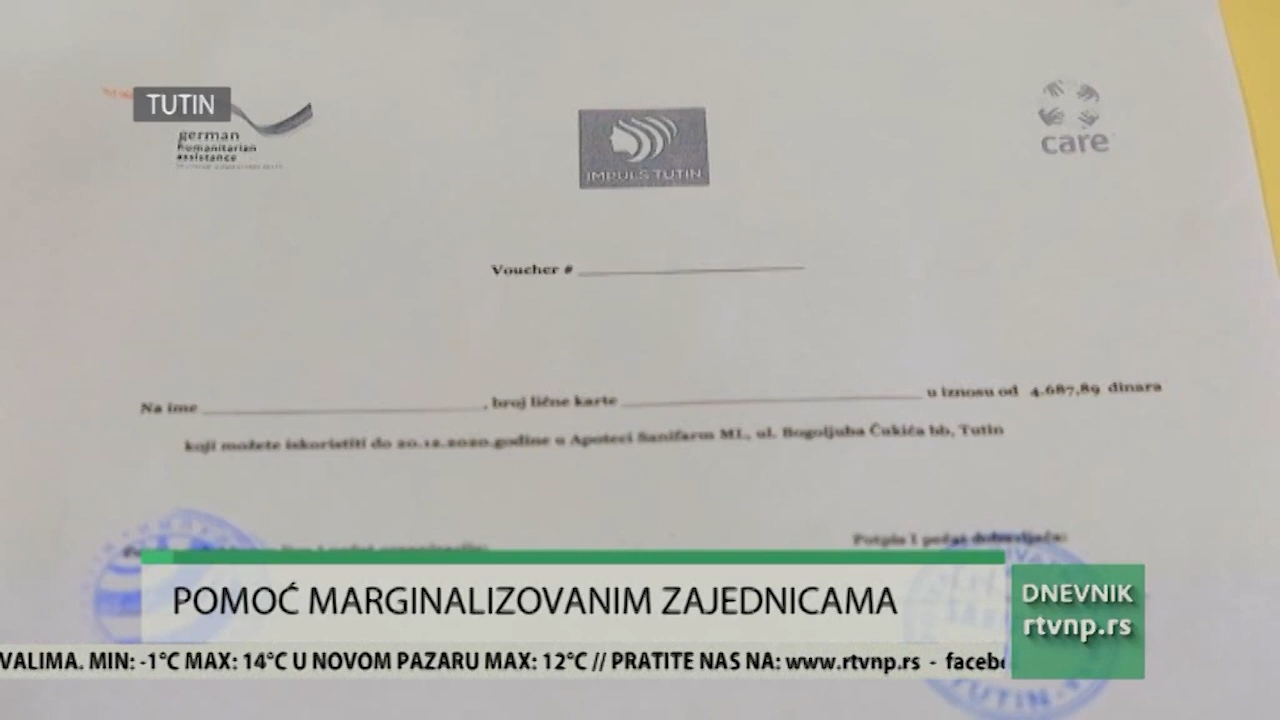 TUTIN
german
humanitarian
assistance
IMPULS TUTIN
care
Voucher #
Na ime , broj lične karte u iznosu od 4.687,89 dinara
koji možete iskoristiti do 20.12.2020.godine u Apoteci Sanifarm ML, ul. Bogoljuba Čukića bb, Tutin
Potpis i pečat dobavljača:
POMOĆ MARGINALIZOVANIM ZAJEDNICAMA
DNEVNIK
rtvnp.rs
VALIMA. MIN: -1°C MAX: 14°C U NOVOM PAZARU MAX: 12°C // PRATITE NAS NA: www.rtvnp.rs - facebo
TUTIN